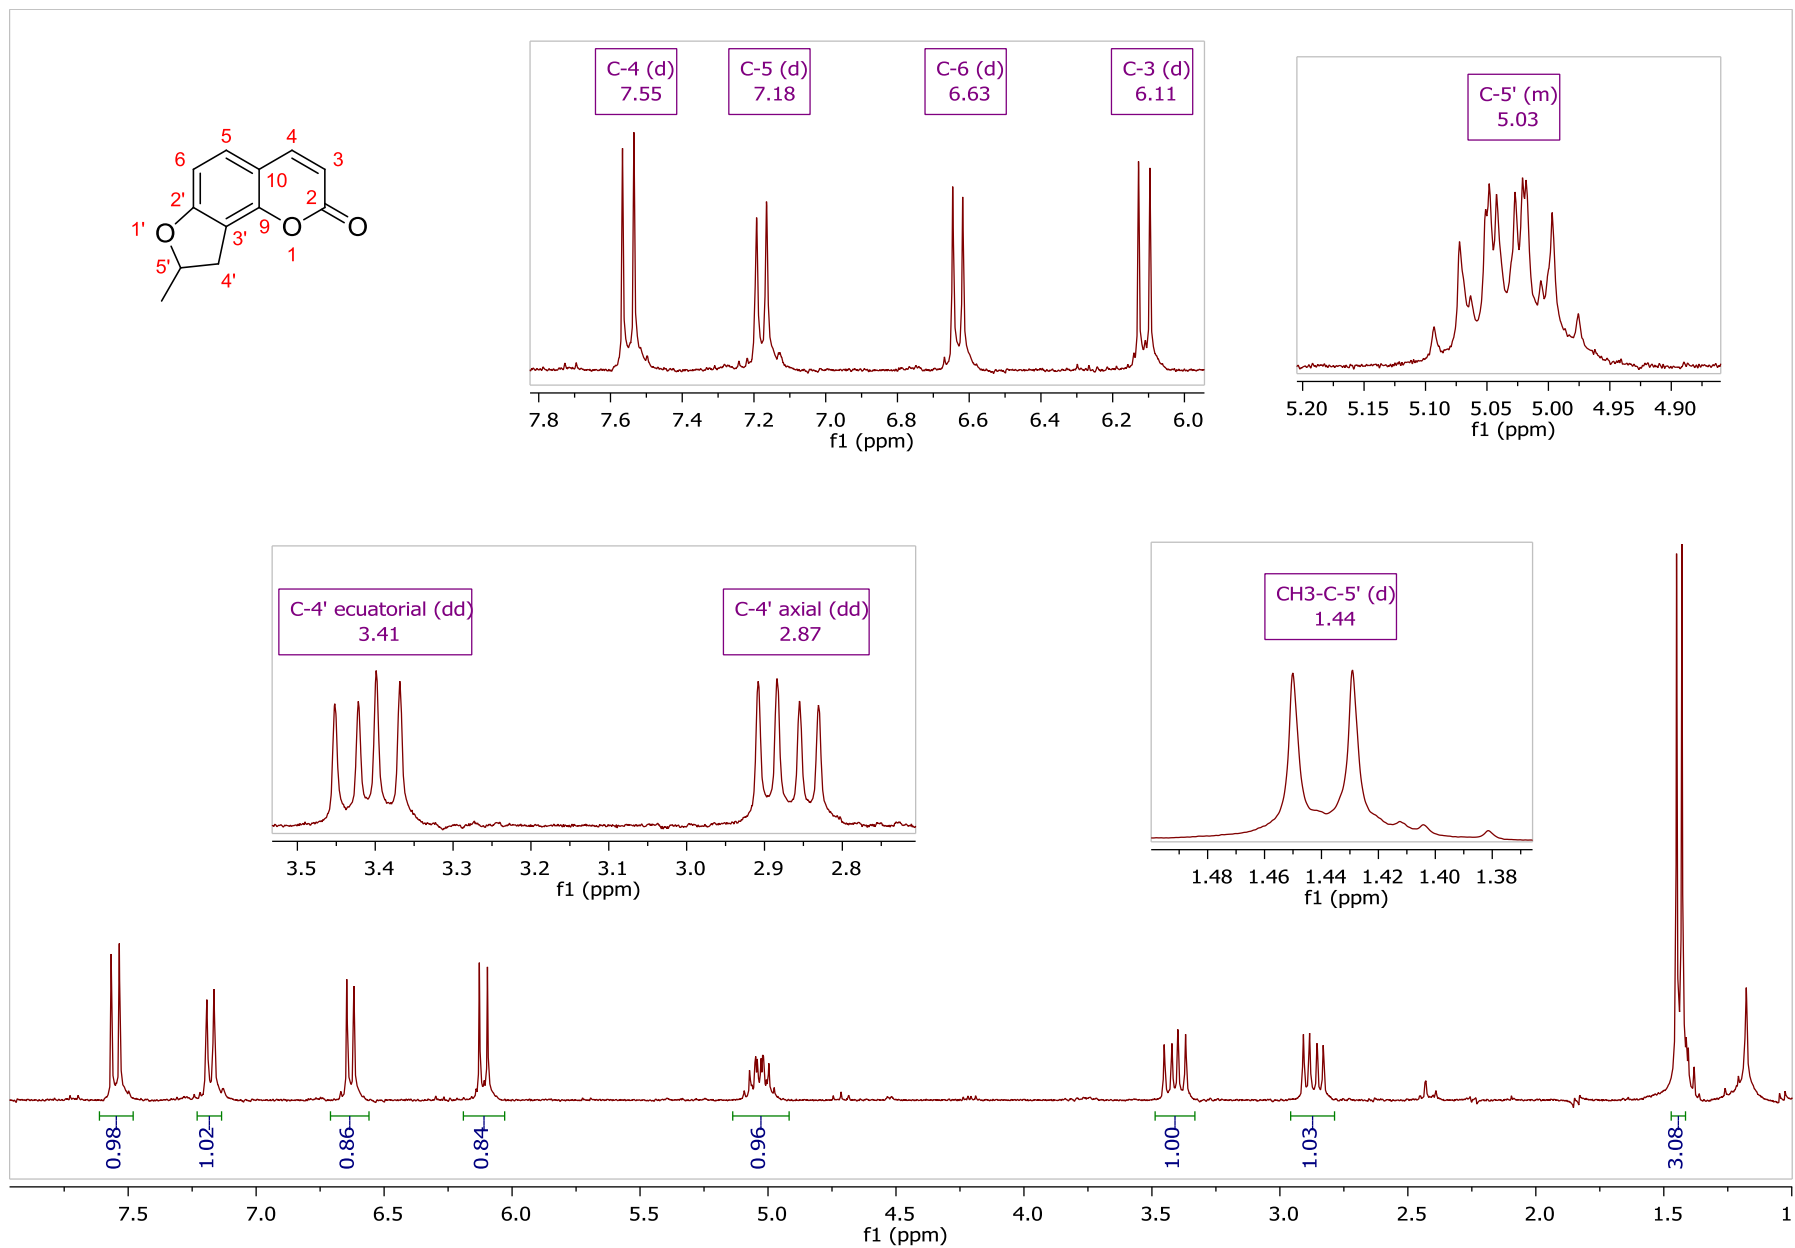 C-4 (d)
7.55
C-5 (d)
7.18
C-6 (d)
6.63
C-3 (d)
6.11
7.8 7.6 7.4 7.2 7.0 6.8 6.6 6.4 6.2 6.0
f1 (ppm)
C-5' (m)
5.03
5.20 5.15 5.10 5.05 5.00 4.95 4.90
f1 (ppm)
5
4
6
3
10
2'
2
O
1'
O
3'
9
O
1
5'
4'
C-4' ecuatorial (dd)
3.41
C-4' axial (dd)
2.87
3.5 3.4 3.3 3.2 3.1 3.0 2.9 2.8
f1 (ppm)
CH3-C-5' (d)
1.44
1.48 1.46 1.44 1.42 1.40 1.38
f1 (ppm)
0.98 1.02 0.86 0.84 0.96 1.00 1.03 3.08
7.5 7.0 6.5 6.0 5.5 5.0 4.5 4.0 3.5 3.0 2.5 2.0 1.5 1
f1 (ppm)